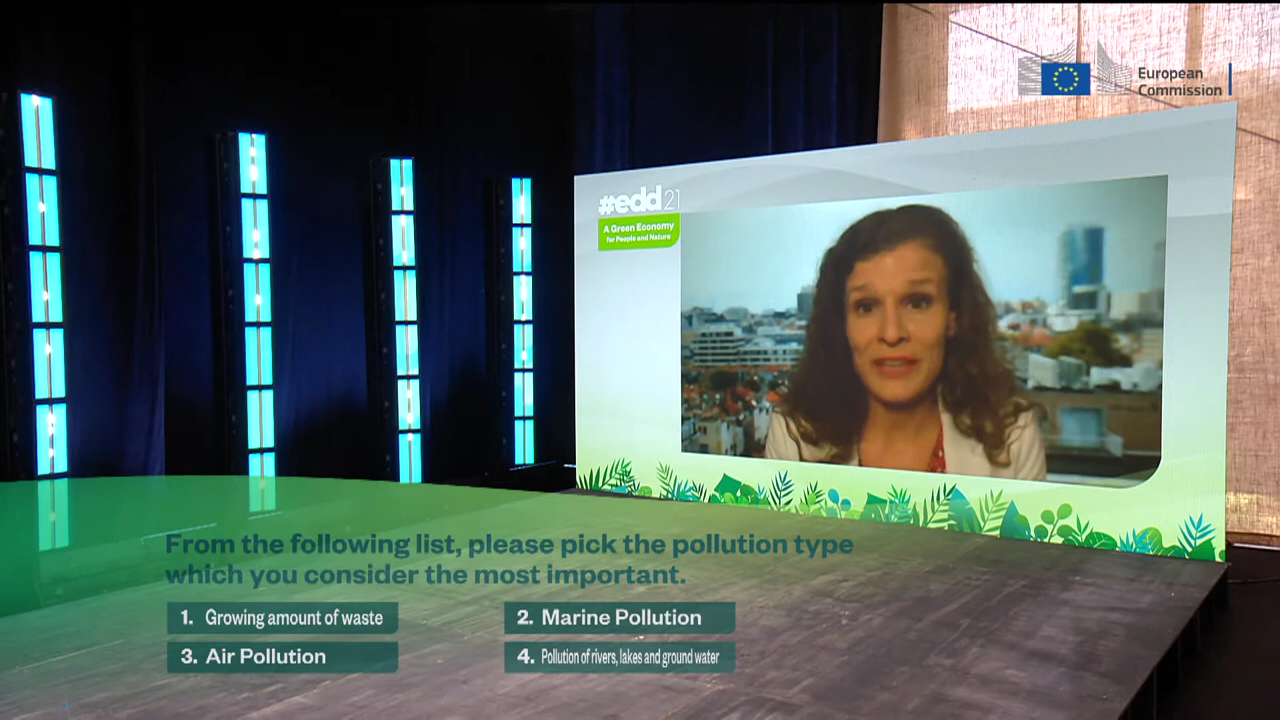 European
Commission
#edd21
A Green Economy
for People and Nature
From the following list, please pick the pollution type
which you consider the most important.
1. Growing amount of waste
2. Marine Pollution
3. Air Pollution
4. Pollution of rivers, lakes and ground water